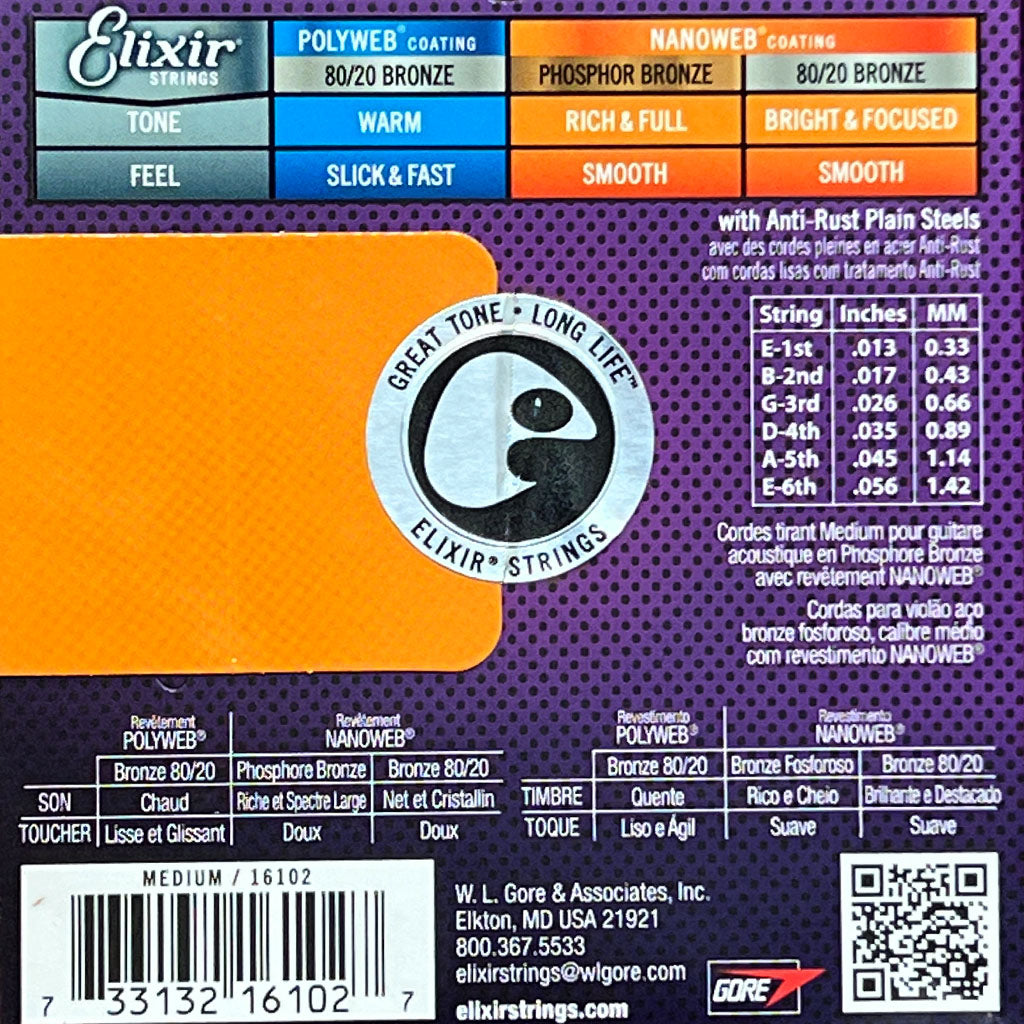 Elixir® STRINGS
POLYWEB® COATING
NANOWEB® COATING
80/20 BRONZE
PHOSPHOR BRONZE
80/20 BRONZE
TONE
WARM
RICH & FULL
BRIGHT & FOCUSED
FEEL
SLICK & FAST
SMOOTH
SMOOTH
with Anti-Rust Plain Steels
avec des cordes pleines en acier Anti-Rust
com cordas lisas com tratamento Anti-Rust
GREAT TONE • LONG LIFE™
ELIXIR® STRINGS
String Inches MM
E-1st .013 0.33
B-2nd .017 0.43
G-3rd .026 0.66
D-4th .035 0.89
A-5th .045 1.14
E-6th .056 1.42
Cordes tirant Medium pour guitare
acoustique en Phosphore Bronze
avec revêtement NANOWEB®
Cordas para violão aço
bronze fosforoso, calibre médio
com revestimento NANOWEB®
Revêtement POLYWEB®
Revêtement NANOWEB®
Bronze 80/20 Phosphore Bronze Bronze 80/20
SON Chaud Riche et Spectre Large Net et Cristallin
TOUCHER Lisse et Glissant Doux Doux
Revestimento POLYWEB®
Revestimento NANOWEB®
Bronze 80/20 Bronze Fosforoso Bronze 80/20
TIMBRE Quente Rico e Cheio Brilhante e Destacado
TOQUE Liso e Ágil Suave Suave
MEDIUM / 16102
7 33132 16102 7
W. L. Gore & Associates, Inc.
Elkton, MD USA 21921
800.367.5533
elixirstrings@wlgore.com
elixirstrings.com
GORE